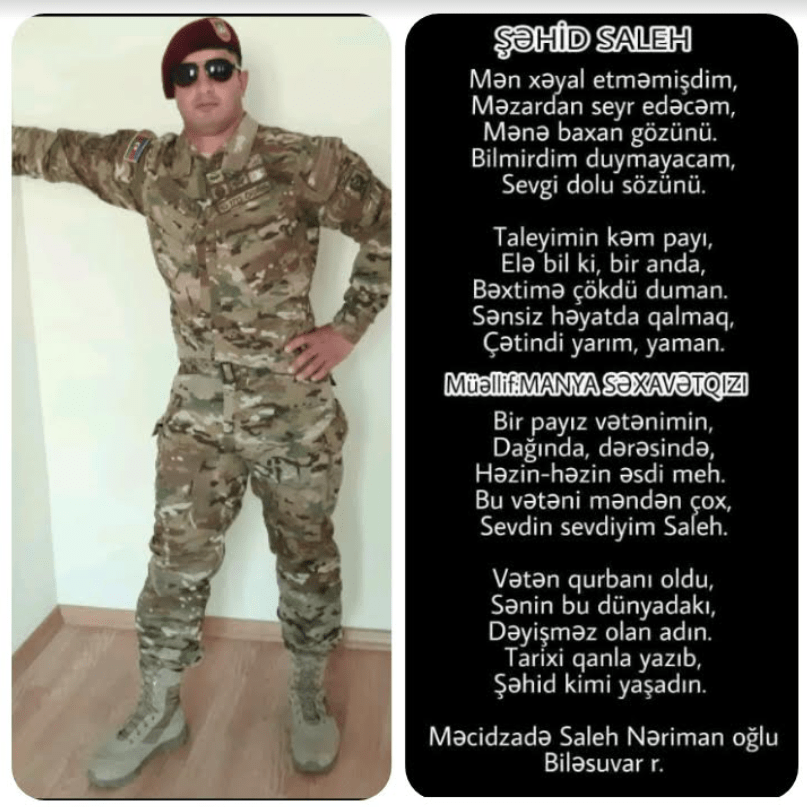 ŞƏHİD SALEH
Mən xəyal etməmişdim,
Məzardan seyr edəcəm,
Mənə baxan gözünü.
Bilmirdim duymayacam,
Sevgi dolu sözünü.
Taleyimin kəm payı,
Elə bil ki, bir anda,
Bəxtimə çökdü duman.
Sənsiz həyatda qalmaq,
Çətindi yarım, yaman.
Müəllif:MANYA SƏXAVƏTQIZI
Bir payız vətənimin,
Dağında, dərəsində,
Həzin-həzin əsdi meh.
Bu vətəni məndən çox,
Sevdin sevdiyim Saleh.
Vətən qurbanı oldu,
Sənin bu dünyadakı,
Dəyişməz olan adın.
Tarixi qanla yazıb,
Şəhid kimi yaşadın.
Məcidzadə Saleh Nəriman oğlu
Biləsuvar r.